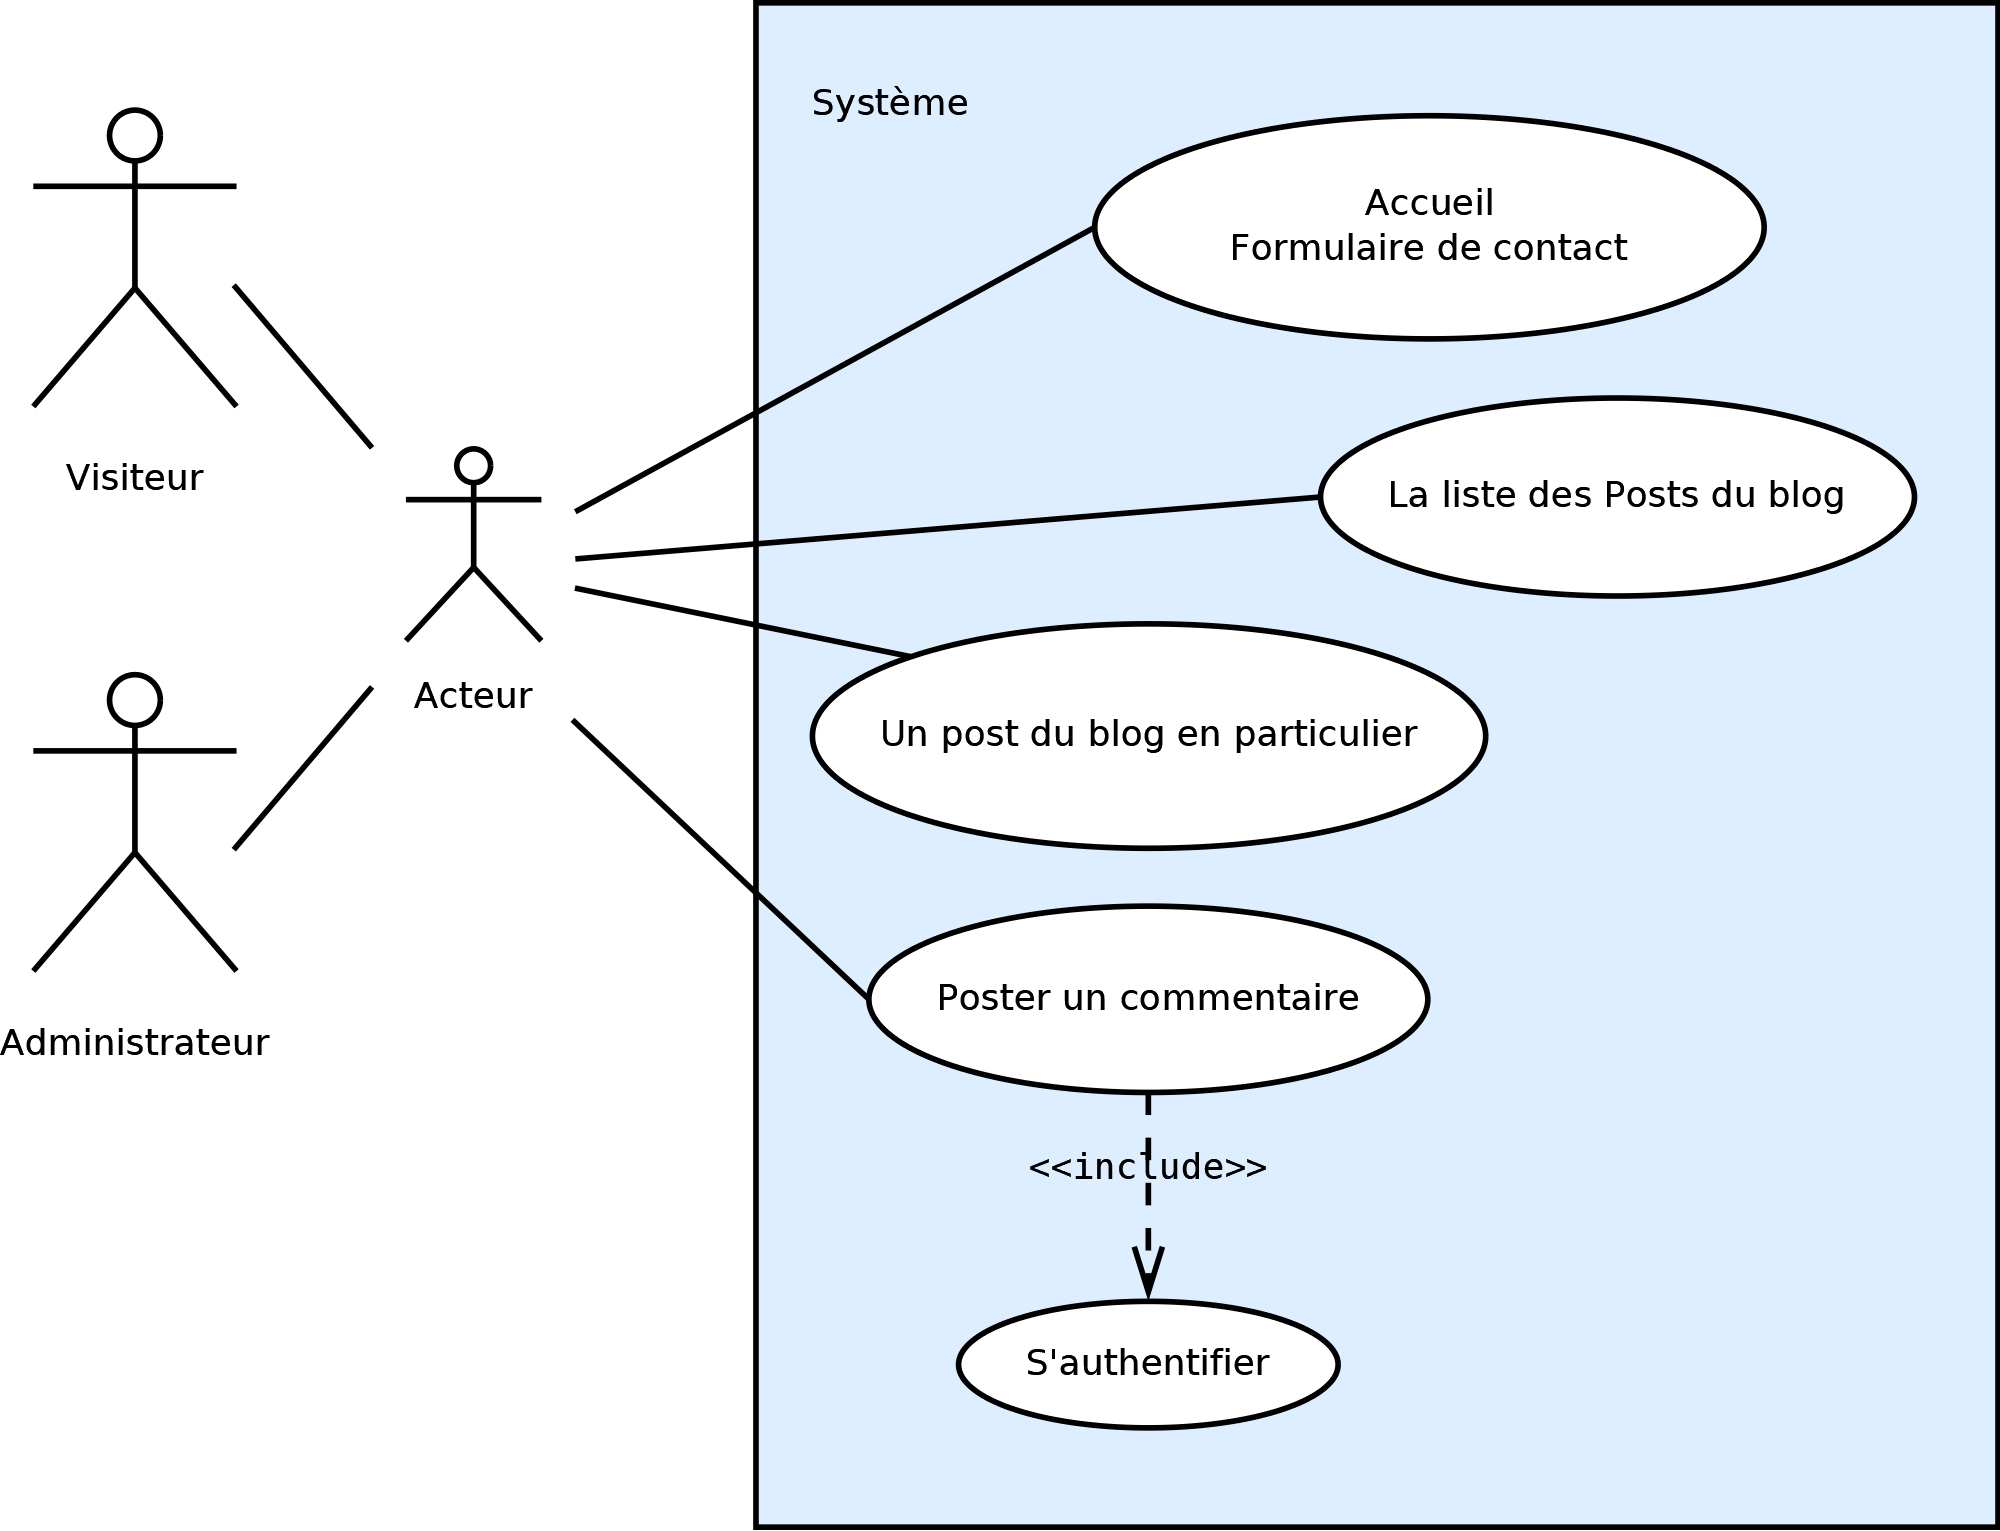 Système
Accueil
Formulaire de contact
Visiteur
La liste des Posts du blog
Acteur
Un post du blog en particulier
Poster un commentaire
Administrateur
<<include>>
S'authentifier